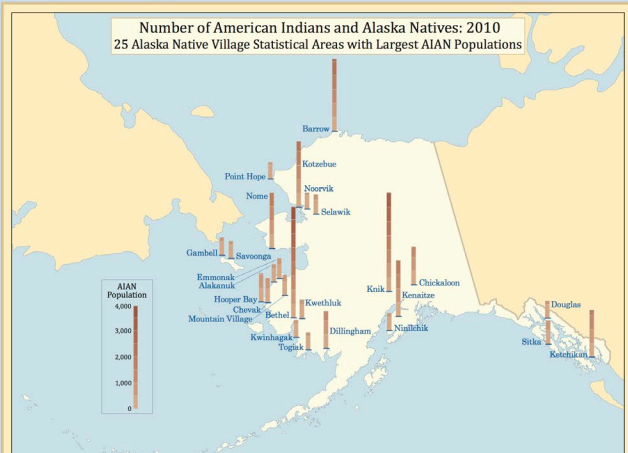 Number of American Indians and Alaska Natives: 2010
25 Alaska Native Village Statistical Areas with Largest AIAN Populations
Barrow
Kotzebue
Point Hope
Noorvik
Nome
Selawik
Gambell
Savoonga
Emmonak
Alakanuk
Chickaloon
Knik
Kenaitze
Hooper Bay
Chevak
Kwethluk
Mountain Village
Bethel
Ninilchik
Dillingham
Kwinhagak
Togiak
Douglas
Sitka
Ketchikan
AIAN
Population
4,000
3,000
2,000
1,000
0